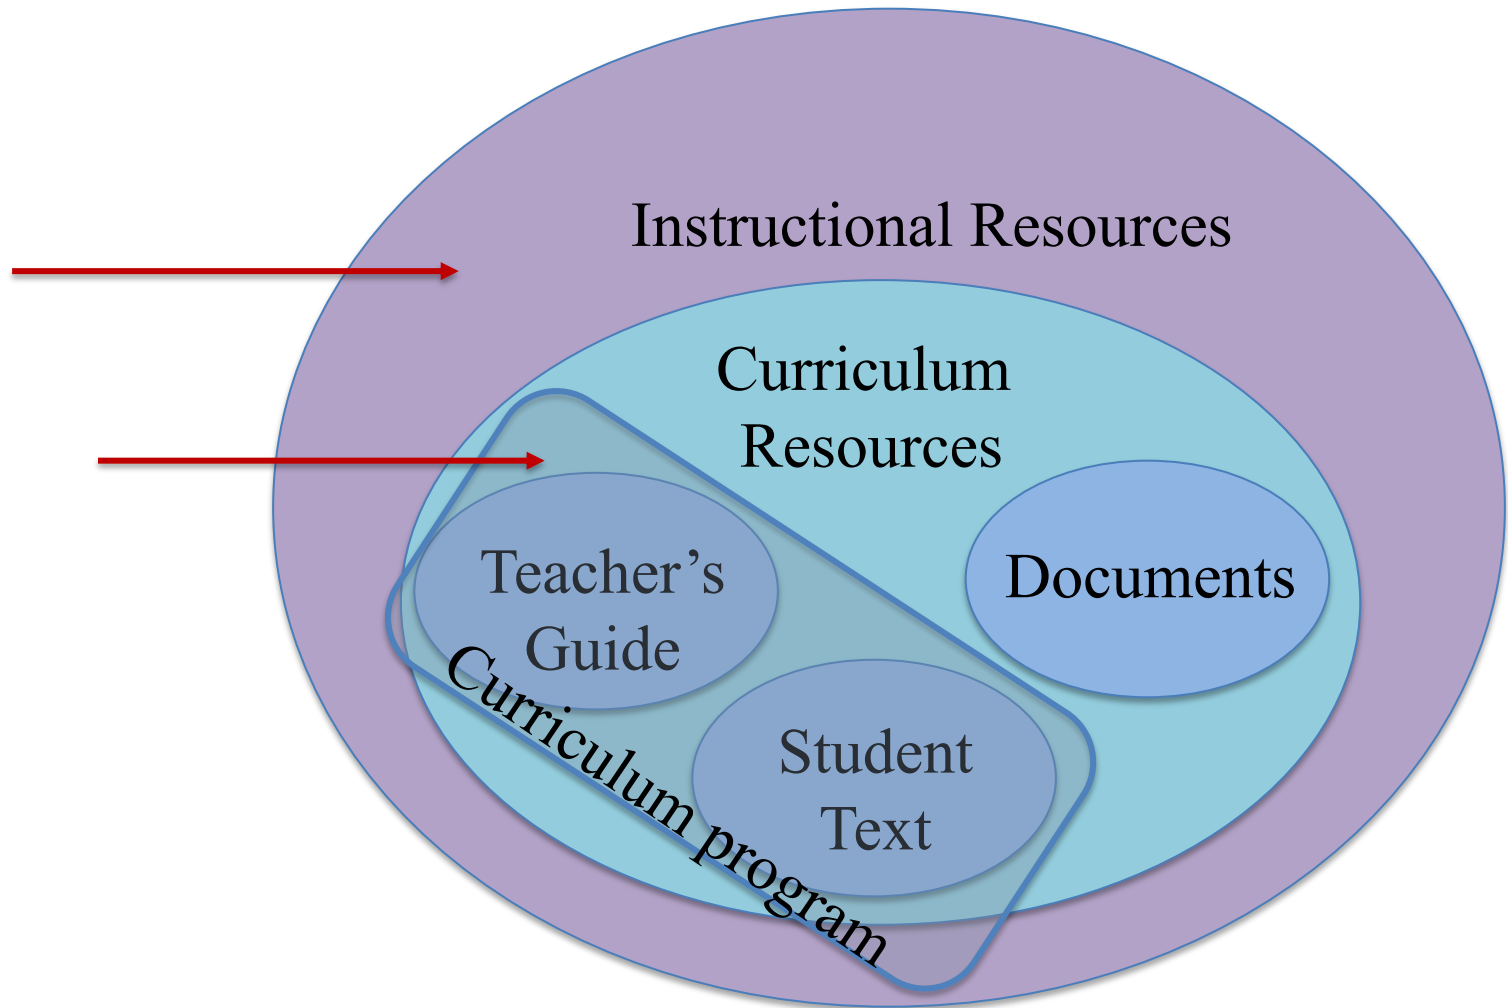 Instructional Resources
Curriculum
Resources
Teacher’s
Guide
Documents
Student
Text
Curriculum program